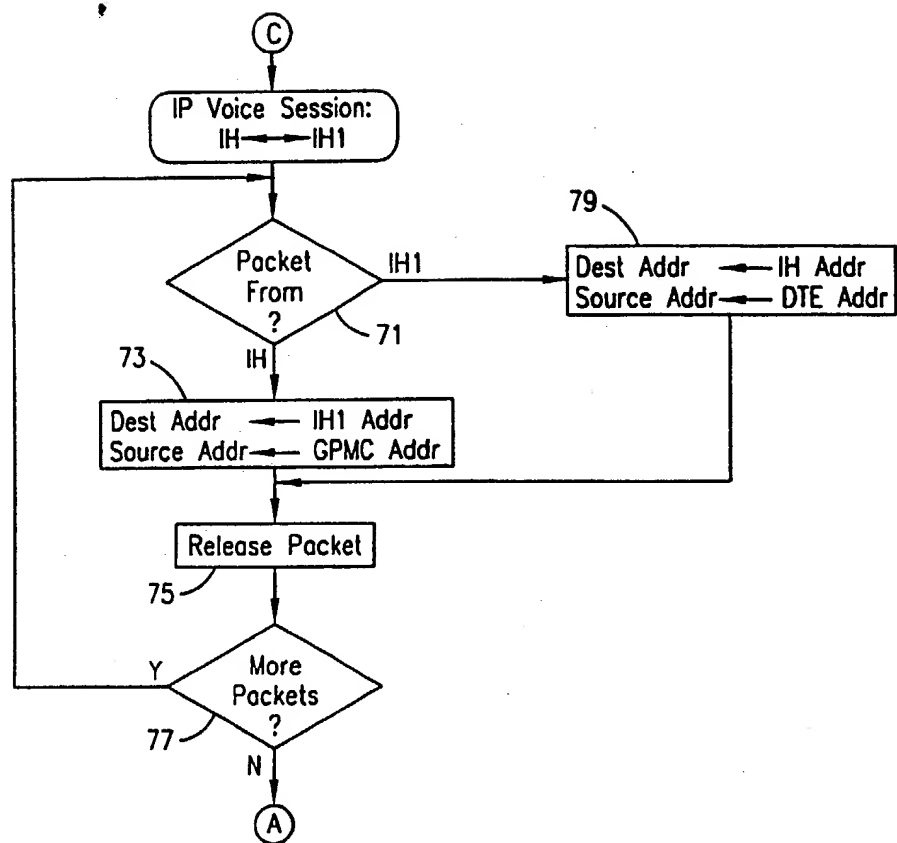 C
IP Voice Session:
IH IH1
Packet
From
?
IH1
71
IH
79
Dest Addr IH Addr
Source Addr DTE Addr
73
Dest Addr IH1 Addr
Source Addr GPMC Addr
Release Packet
75
Y
More
Packets
?
77
N
A